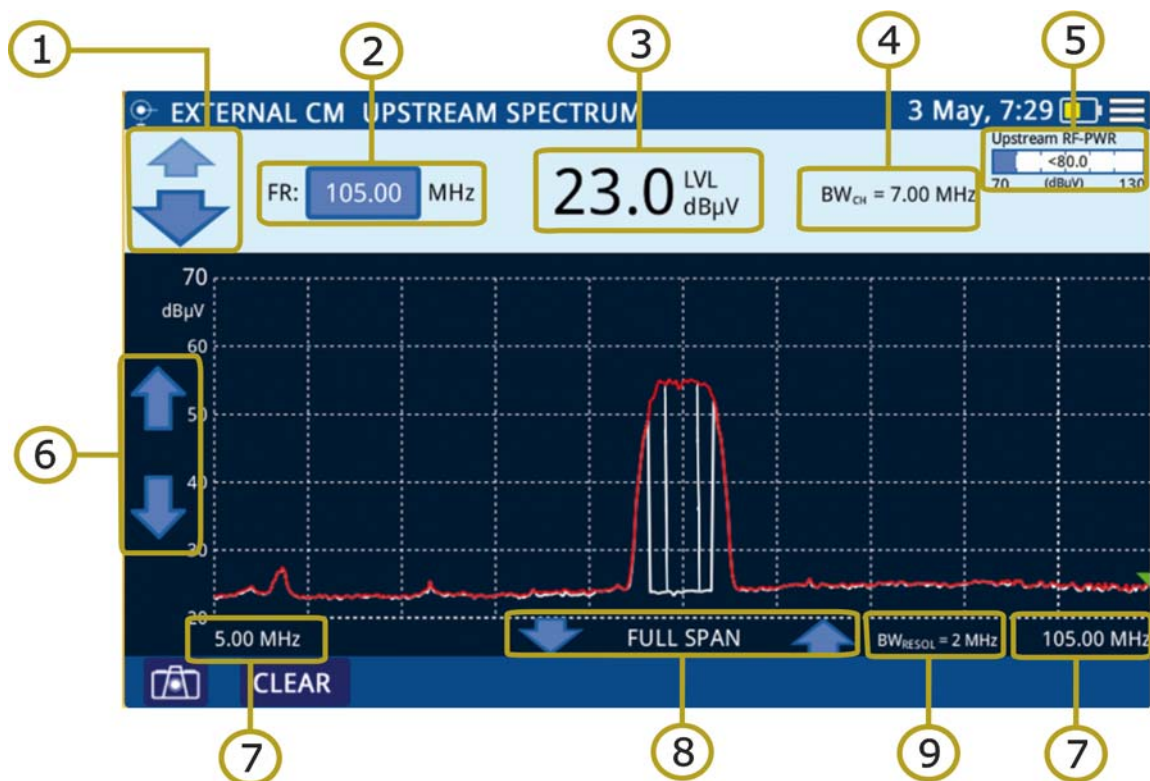 1
2
3
4
5
EXTERNAL CM UPSTREAM SPECTRUM 3 May, 7:29
Upstream RF-PWR
<80.0
70 (dBµV) 130
FR: 105.00 MHz
23.0 LVL dBµV
BWCH = 7.00 MHz
70
dBµV
60
50
40
30
20
6
5.00 MHz FULL SPAN BWRESOL = 2 MHz 105.00 MHz
CLEAR
7
8
9
7